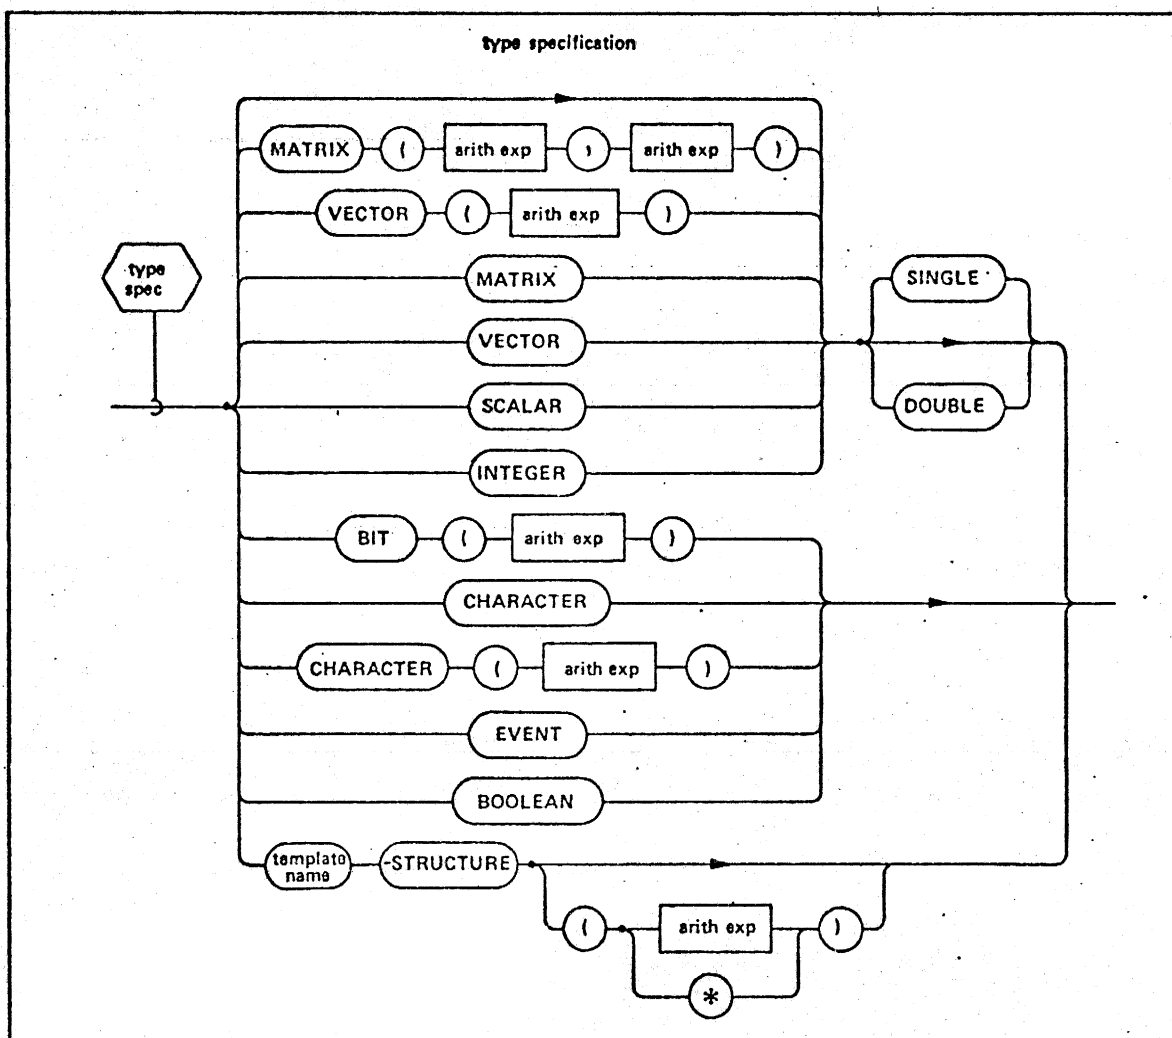 type specification
MATRIX ( arith exp , arith exp )
VECTOR ( arith exp )
type
spec
MATRIX
SINGLE
VECTOR
SCALAR
DOUBLE
INTEGER
BIT ( arith exp )
CHARACTER
CHARACTER ( arith exp )
EVENT
BOOLEAN
template
name
-STRUCTURE
( arith exp )
*